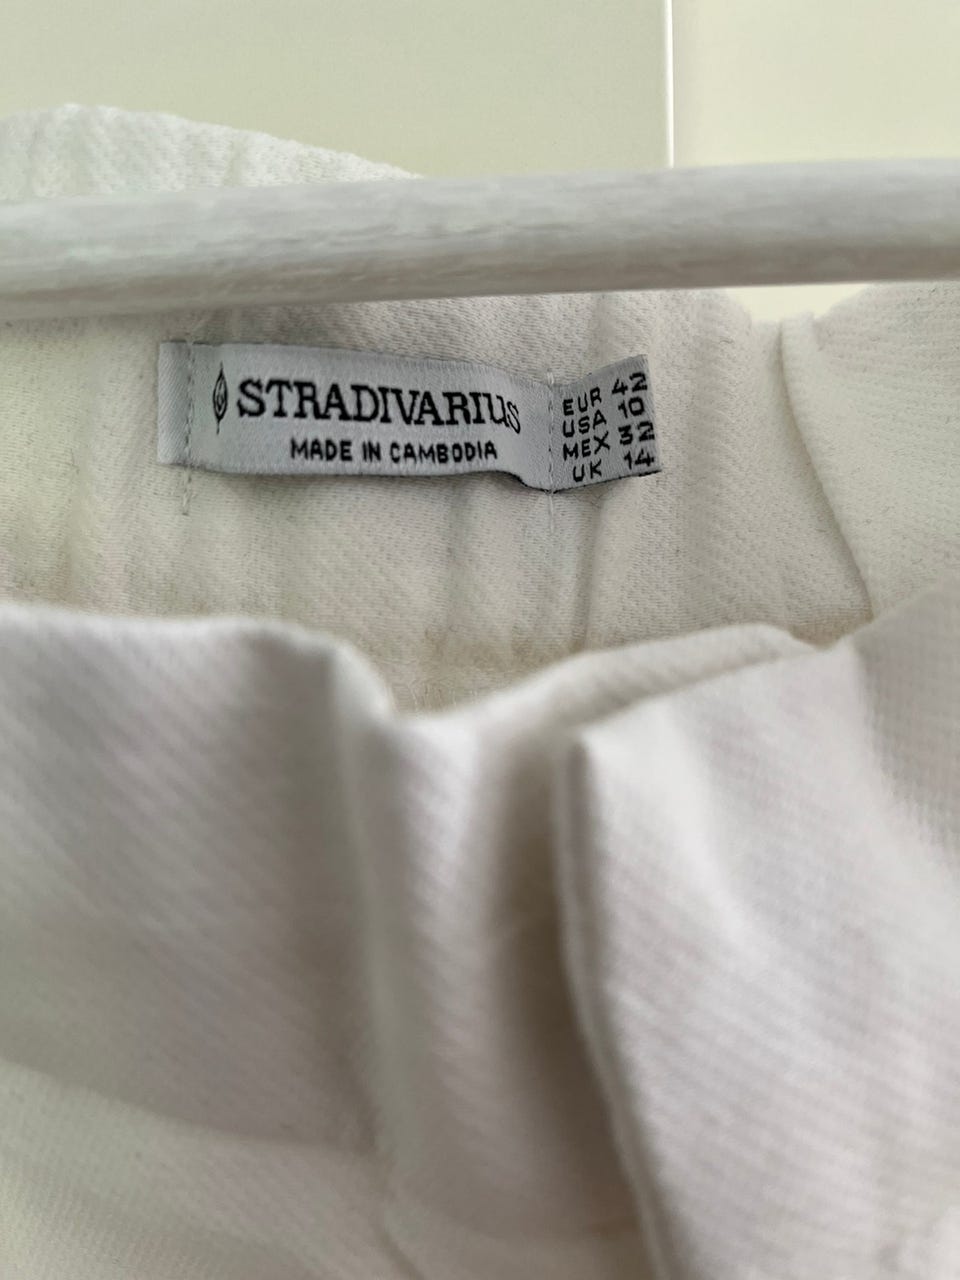 STRADIVARIUS
MADE IN CAMBODIA
EUR 42
USA 10
MEX 32
UK 14